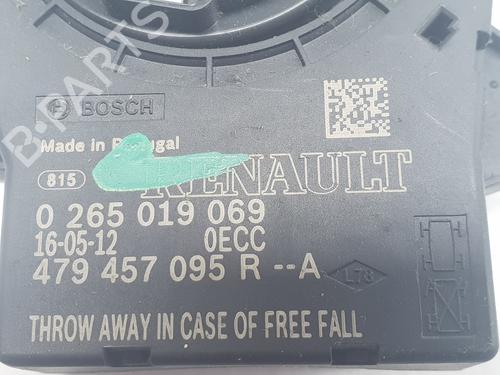 BOSCH
Made in Portugal
815
RENAULT
0 265 019 069
16-05-12 0ECC
479 457 095 R --A
L78
THROW AWAY IN CASE OF FREE FALL
B-PARTS